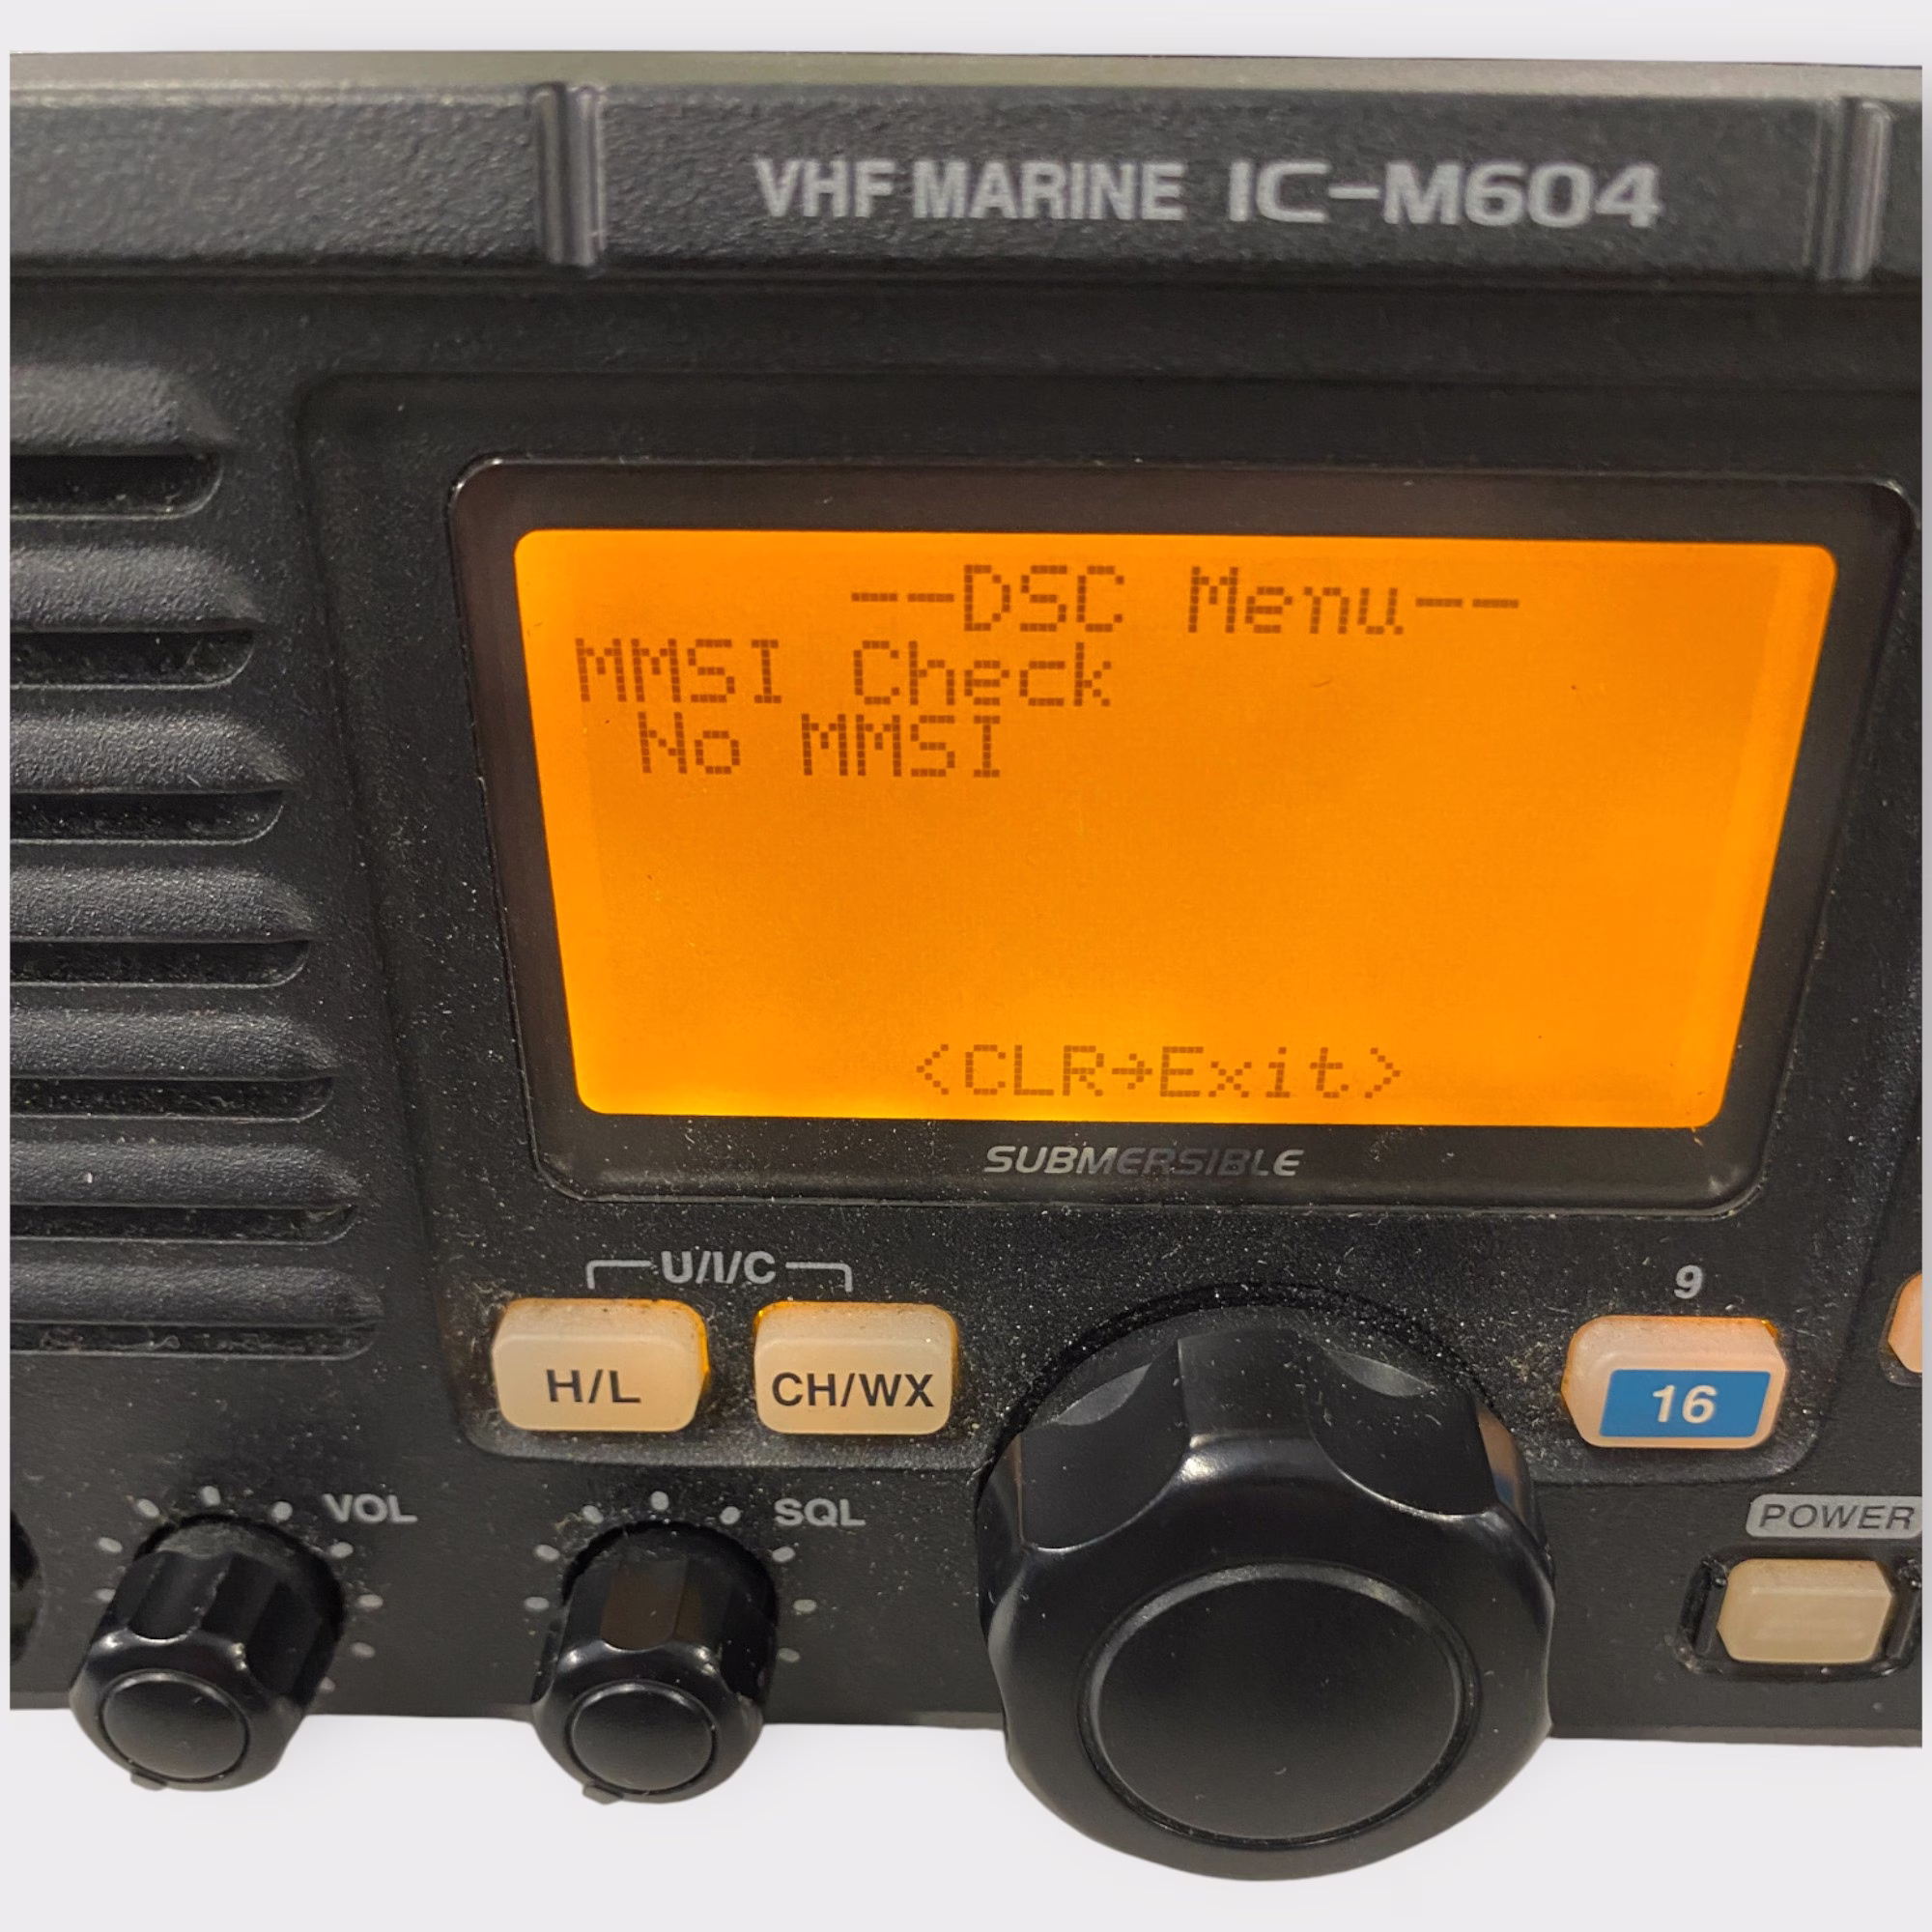 VHF MARINE IC-M604
--DSC Menu--
MMSI Check
No MMSI
<CLR→Exit>
SUBMERSIBLE
U/I/C
9
H/L
CH/WX
16
VOL
SQL
POWER